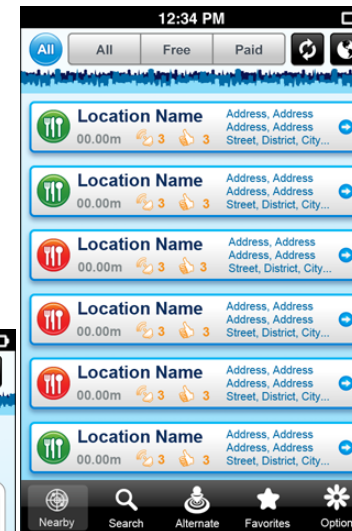 12:34 PM
All All Free Paid
Location Name
Address, Address
Address, Address
Street, District, City...
00.00m 3 3
Location Name
Address, Address
Address, Address
Street, District, City...
00.00m 3 3
Location Name
Address, Address
Address, Address
Street, District, City...
00.00m 3 3
Location Name
Address, Address
Address, Address
Street, District, City...
00.00m 3 3
Location Name
Address, Address
Address, Address
Street, District, City...
00.00m 3 3
Location Name
Address, Address
Address, Address
Street, District, City...
00.00m 3 3
Nearby Search Alternate Favorites Option